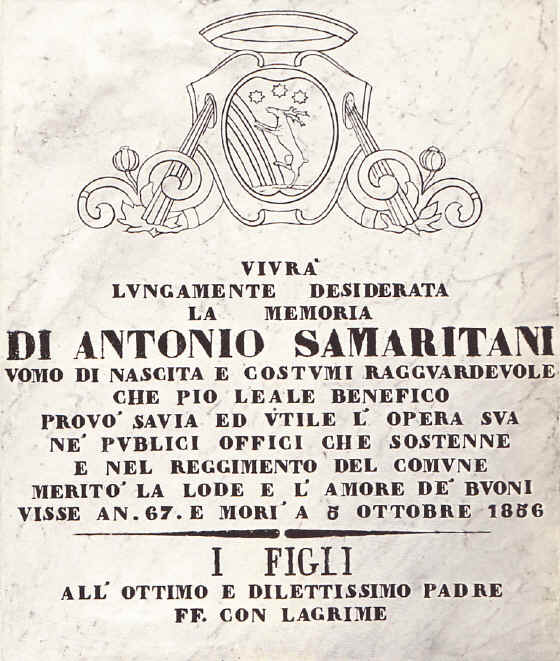 VIVRA'
LVNGAMENTE DESIDERATA
LA MEMORIA
DI ANTONIO SAMARITANI
VOMO DI NASCITA E COSTVMI RAGGVARDEVOLE
CHE PIO LEALE BENEFICO
PROVO' SAVIA ED VTILE L' OPERA SVA
NE' PVBLICI OFFICI CHE SOSTENNE
E NEL REGGIMENTO DEL COMVNE
MERITO' LA LODE E L' AMORE DE' BVONI
VISSE AN. 67. E MORI' A 5 OTTOBRE 1856
I FIGLI
ALL' OTTIMO E DILETTISSIMO PADRE
FF. CON LAGRIME